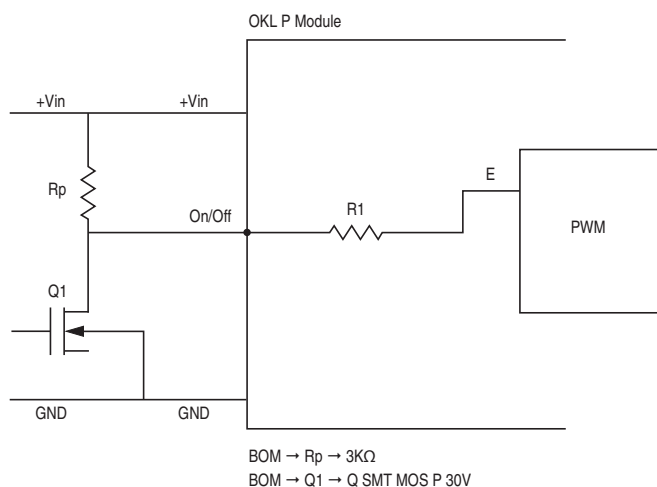 OKL P Module
+Vin
+Vin
Rp
On/Off
R1
E
PWM
Q1
GND
GND
BOM → Rp → 3KΩ
BOM → Q1 → Q SMT MOS P 30V